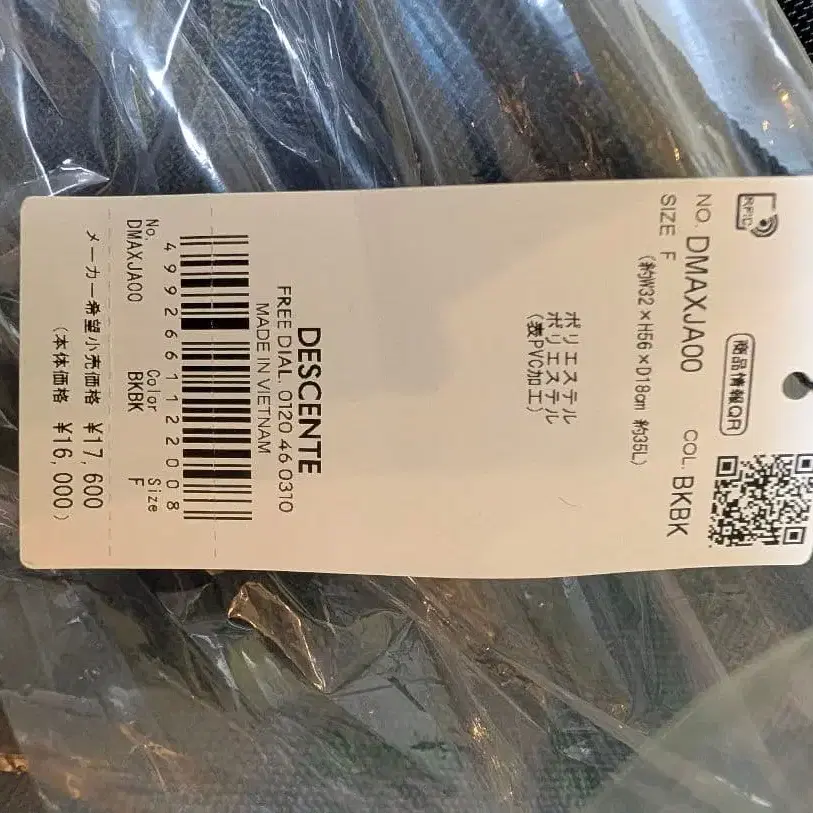 RFID
商品情報QR
NO. DMAXJA00 COL. BKBK
SIZE F
(約W32×H56×D18cm 約35L)
ポリエステル
ポリエステル
(裏PVC加工)
DESCENTE
FREE DIAL. 0120 46 0310
MADE IN VIETNAM
4992661122008
No. Color Size
DMAXJA00 BKBK F
メーカー希望小売価格 ¥17,600
(本体価格 ¥16,000)